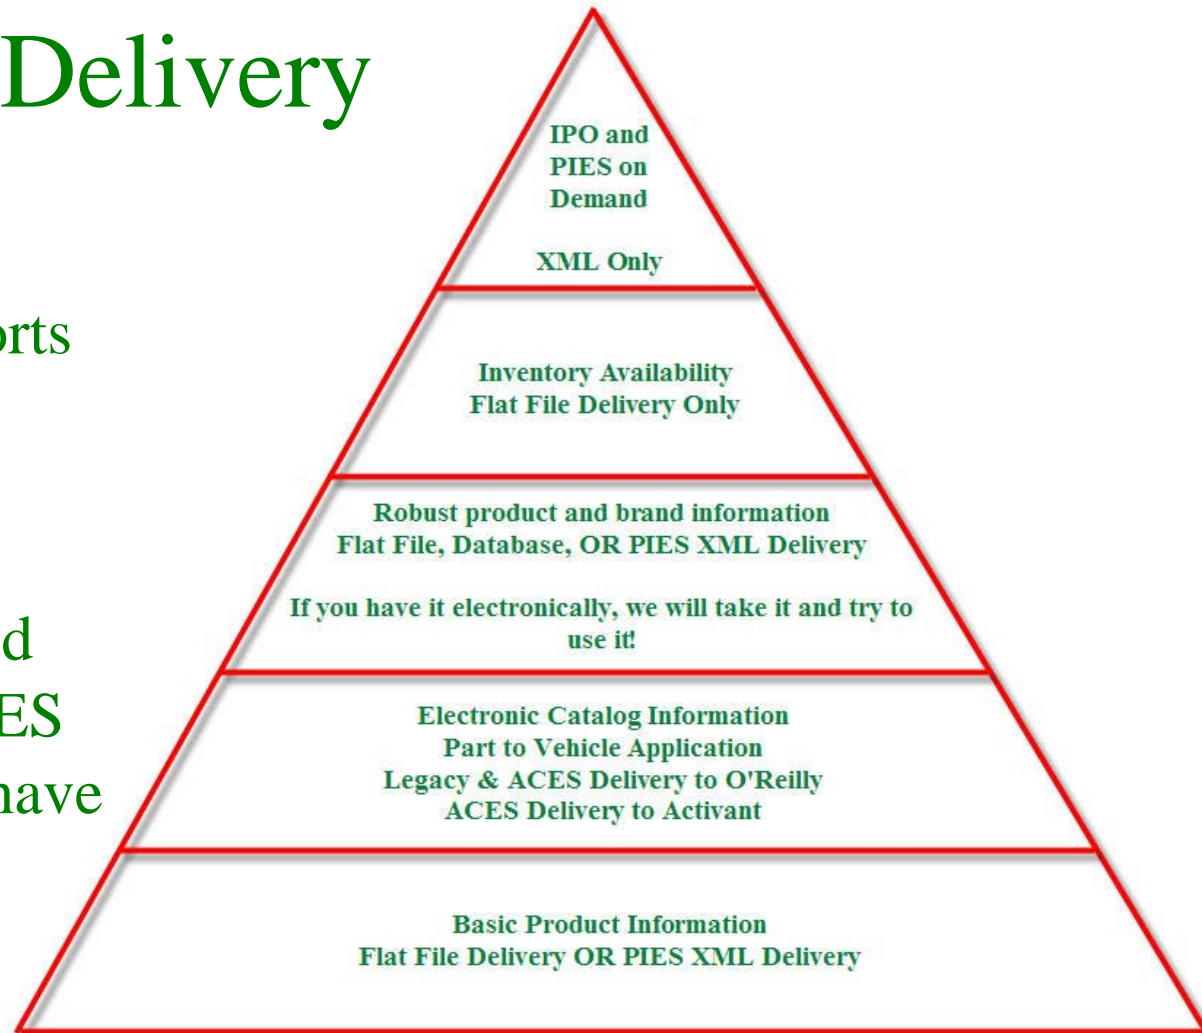 Delivery
orts
d
ES
have
IPO and
PIES on
Demand
XML Only
Inventory Availability
Flat File Delivery Only
Robust product and brand information
Flat File, Database, OR PIES XML Delivery
If you have it electronically, we will take it and try to
use it!
Electronic Catalog Information
Part to Vehicle Application
Legacy & ACES Delivery to O'Reilly
ACES Delivery to Activant
Basic Product Information
Flat File Delivery OR PIES XML Delivery